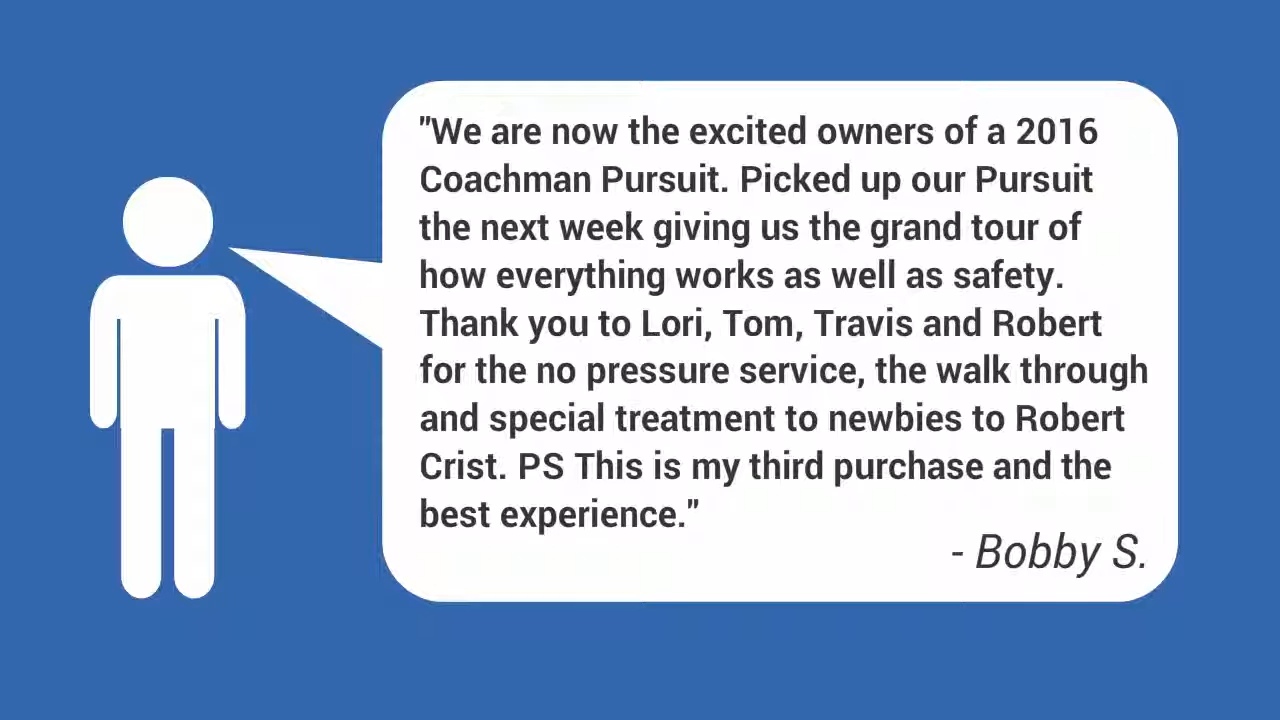 "We are now the excited owners of a 2016
Coachman Pursuit. Picked up our Pursuit
the next week giving us the grand tour of
how everything works as well as safety.
Thank you to Lori, Tom, Travis and Robert
for the no pressure service, the walk through
and special treatment to newbies to Robert
Crist. PS This is my third purchase and the
best experience."
- Bobby S.